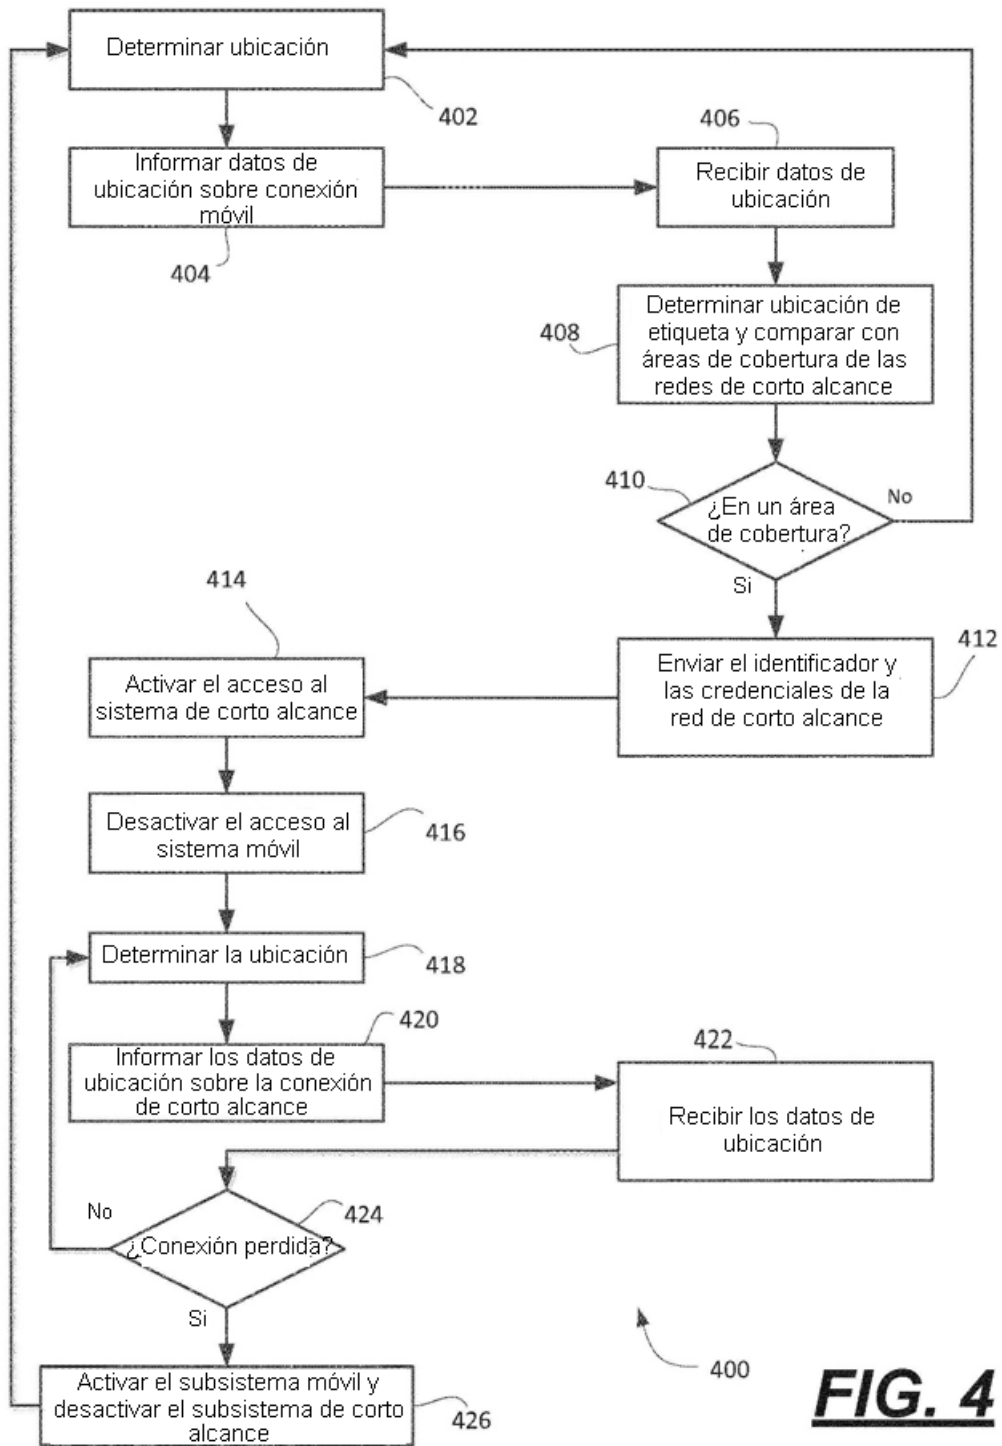 Determinar ubicación
402
Informar datos de
ubicación sobre conexión
móvil
404
406
Recibir datos de
ubicación
408
Determinar ubicación de
etiqueta y comparar con
áreas de cobertura de las
redes de corto alcance
410
¿En un área
de cobertura?
No
Si
412
Enviar el identificador y
las credenciales de la
red de corto alcance
414
Activar el acceso al
sistema de corto alcance
Desactivar el acceso al
sistema móvil
416
Determinar la ubicación
418
420
Informar los datos de
ubicación sobre la conexión
de corto alcance
422
Recibir los datos de
ubicación
No
424
¿Conexión perdida?
Si
Activar el subsistema móvil y
desactivar el subsistema de corto
alcance
426
400
FIG. 4